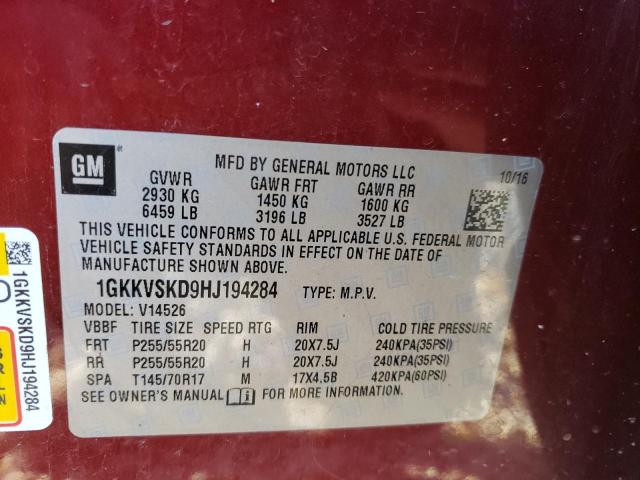 GM
MFD BY GENERAL MOTORS LLC
10/16
GVWR GAWR FRT GAWR RR
2930 KG 1450 KG 1600 KG
6459 LB 3196 LB 3527 LB
THIS VEHICLE CONFORMS TO ALL APPLICABLE U.S. FEDERAL MOTOR
VEHICLE SAFETY STANDARDS IN EFFECT ON THE DATE OF
MANUFACTURE SHOWN ABOVE.
1GKKVSKD9HJ194284 TYPE: M.P.V.
MODEL: V14526
VBBF TIRE SIZE SPEED RTG RIM COLD TIRE PRESSURE
FRT P255/55R20 H 20X7.5J 240KPA(35PSI)
RR P255/55R20 H 20X7.5J 240KPA(35PSI)
SPA T145/70R17 M 17X4.5B 420KPA(60PSI)
SEE OWNER'S MANUAL FOR MORE INFORMATION.
1GKKVSKD9HJ194284